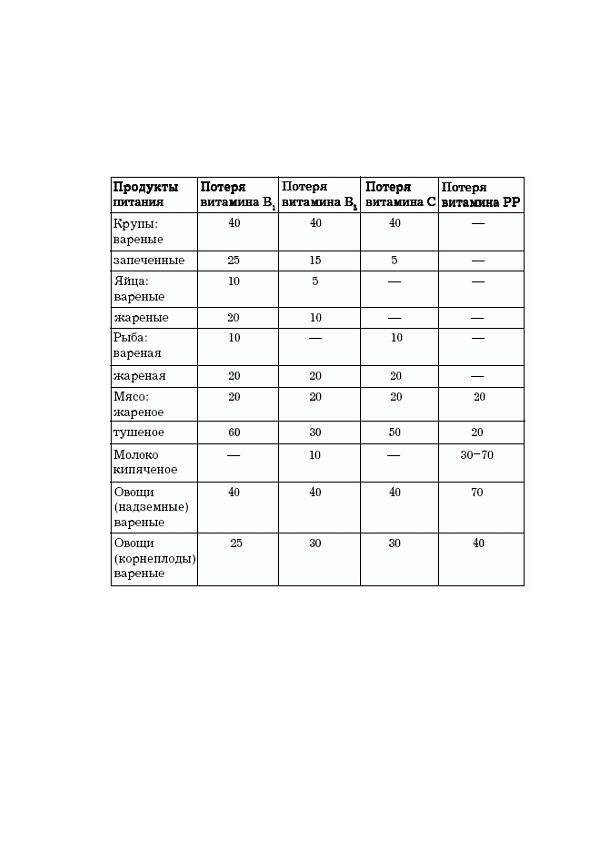 Продукты питания | Потеря витамина B₁ | Потеря витамина B₂ | Потеря витамина C | Потеря витамина PP
Крупы: вареные | 40 | 40 | 40 | —
запеченные | 25 | 15 | 5 | —
Яйца: вареные | 10 | 5 | — | —
жареные | 20 | 10 | — | —
Рыба: вареная | 10 | — | 10 | —
жареная | 20 | 20 | 20 | —
Мясо: жареное | 20 | 20 | 20 | 20
тушеное | 60 | 30 | 50 | 20
Молоко кипяченое | — | 10 | — | 30–70
Овощи (надземные) вареные | 40 | 40 | 40 | 70
Овощи (корнеплоды) вареные | 25 | 30 | 30 | 40